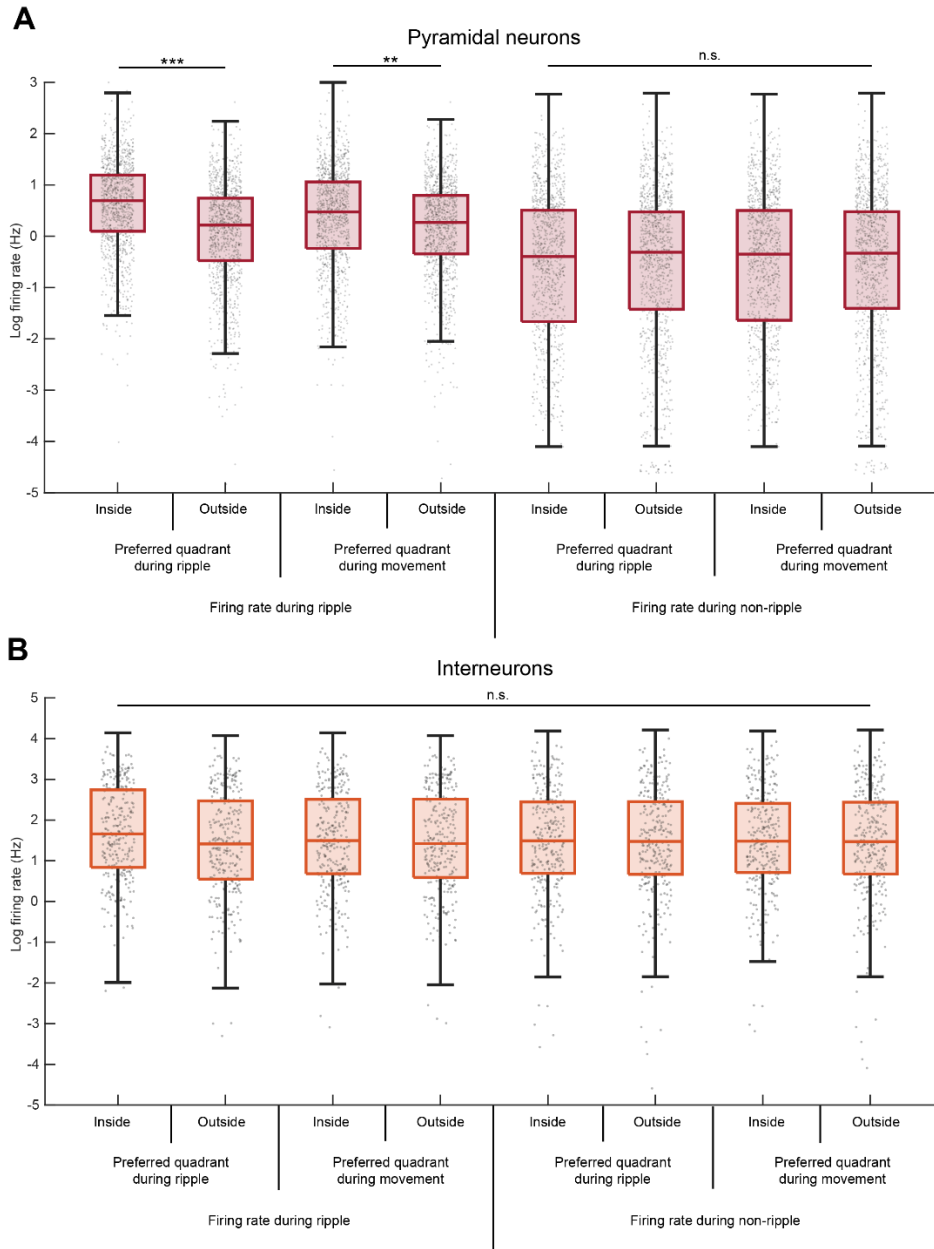 A
Pyramidal neurons
***
**
n.s.
3
2
1
0
-1
-2
-3
-4
-5
Log firing rate (Hz)
Inside
Outside
Inside
Outside
Inside
Outside
Inside
Outside
Preferred quadrant
during ripple
Preferred quadrant
during movement
Preferred quadrant
during ripple
Preferred quadrant
during movement
Firing rate during ripple
Firing rate during non-ripple
B
Interneurons
n.s.
5
4
3
2
1
0
-1
-2
-3
-4
-5
Log firing rate (Hz)
Inside
Outside
Inside
Outside
Inside
Outside
Inside
Outside
Preferred quadrant
during ripple
Preferred quadrant
during movement
Preferred quadrant
during ripple
Preferred quadrant
during movement
Firing rate during ripple
Firing rate during non-ripple